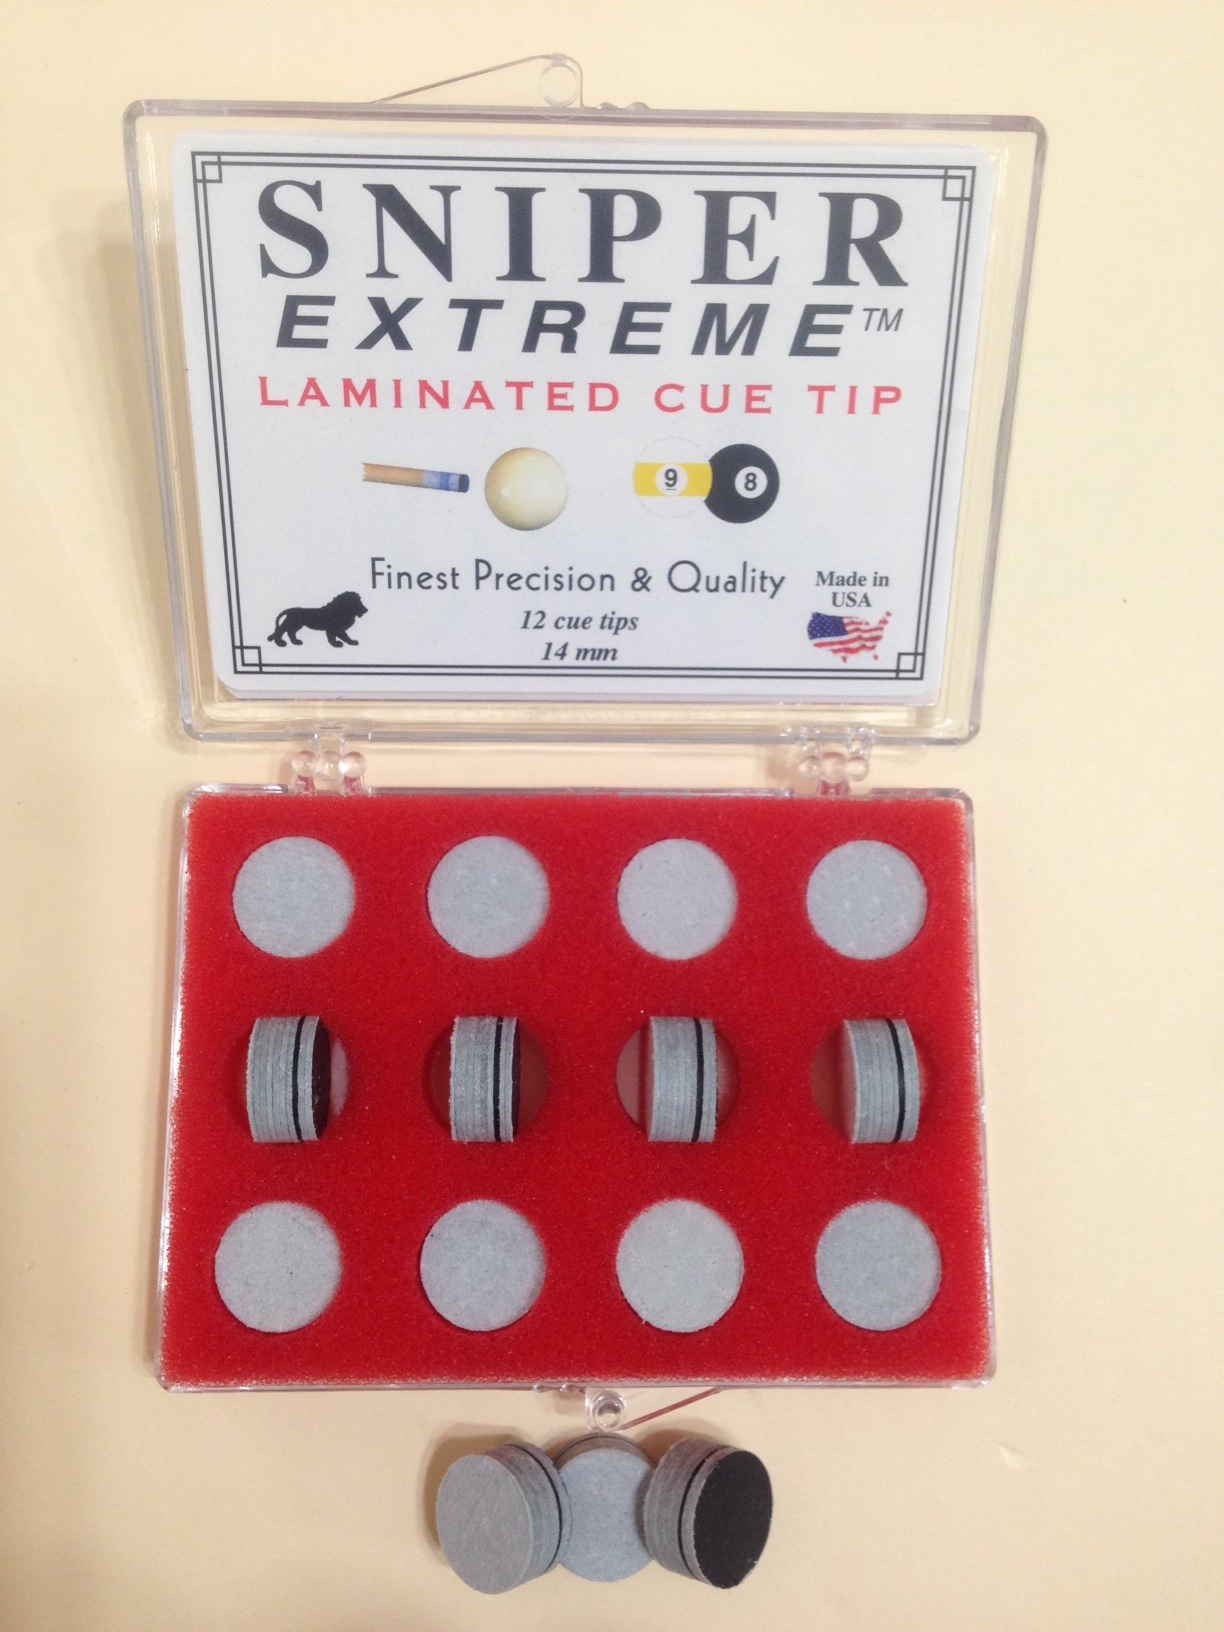 SNIPER
EXTREME™
LAMINATED CUE TIP
9 8
Finest Precision & Quality
Made in
USA
12 cue tips
14 mm